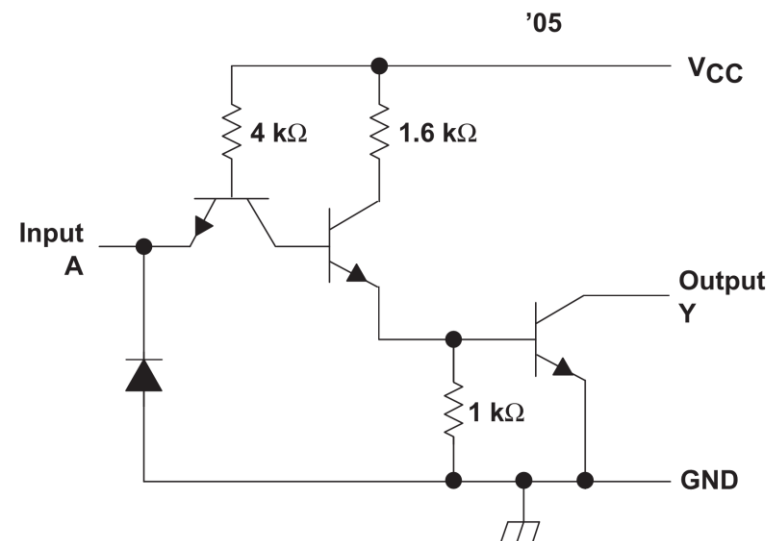 '05
VCC
4 kΩ
1.6 kΩ
Input
A
Output
Y
1 kΩ
GND